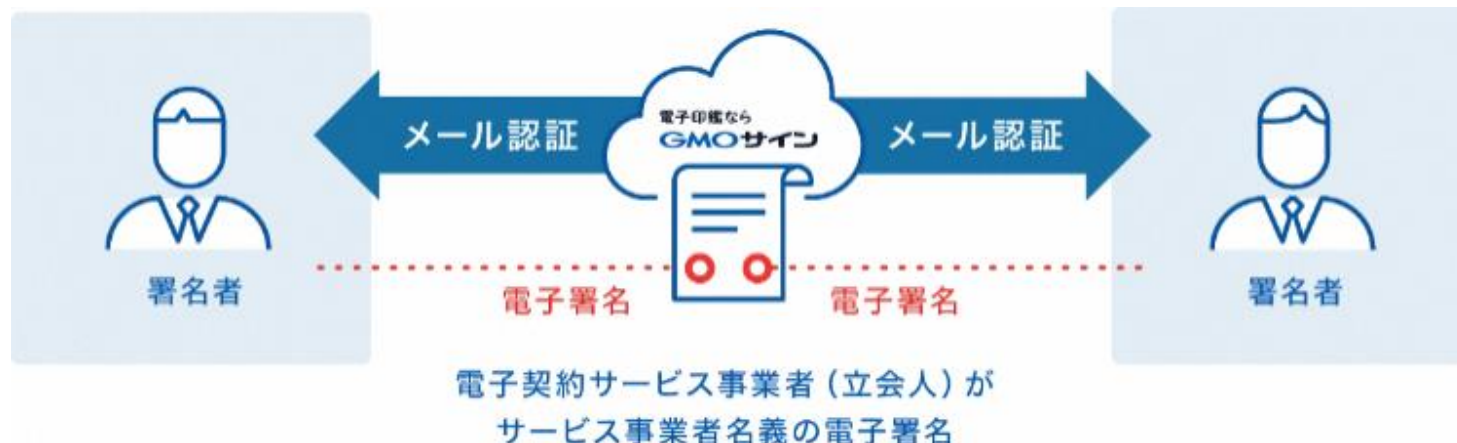 メール認証
電子印鑑なら
GMOサイン
メール認証
署名者
電子署名
電子署名
署名者
電子契約サービス事業者(立会人)が
サービス事業者名義の電子署名